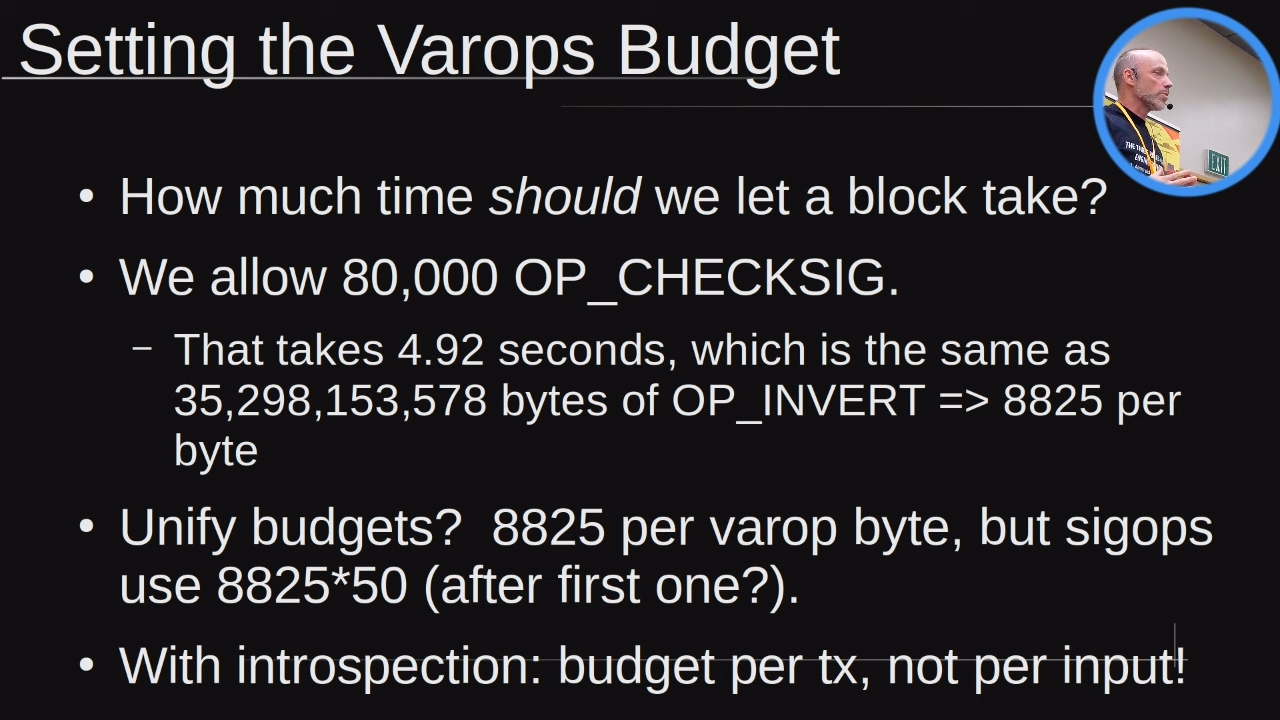 Setting the Varops Budget
• How much time should we let a block take?
• We allow 80,000 OP_CHECKSIG.
– That takes 4.92 seconds, which is the same as
35,298,153,578 bytes of OP_INVERT => 8825 per
byte
• Unify budgets?  8825 per varop byte, but sigops
use 8825*50 (after first one?).
• With introspection: budget per tx, not per input!
EXIT